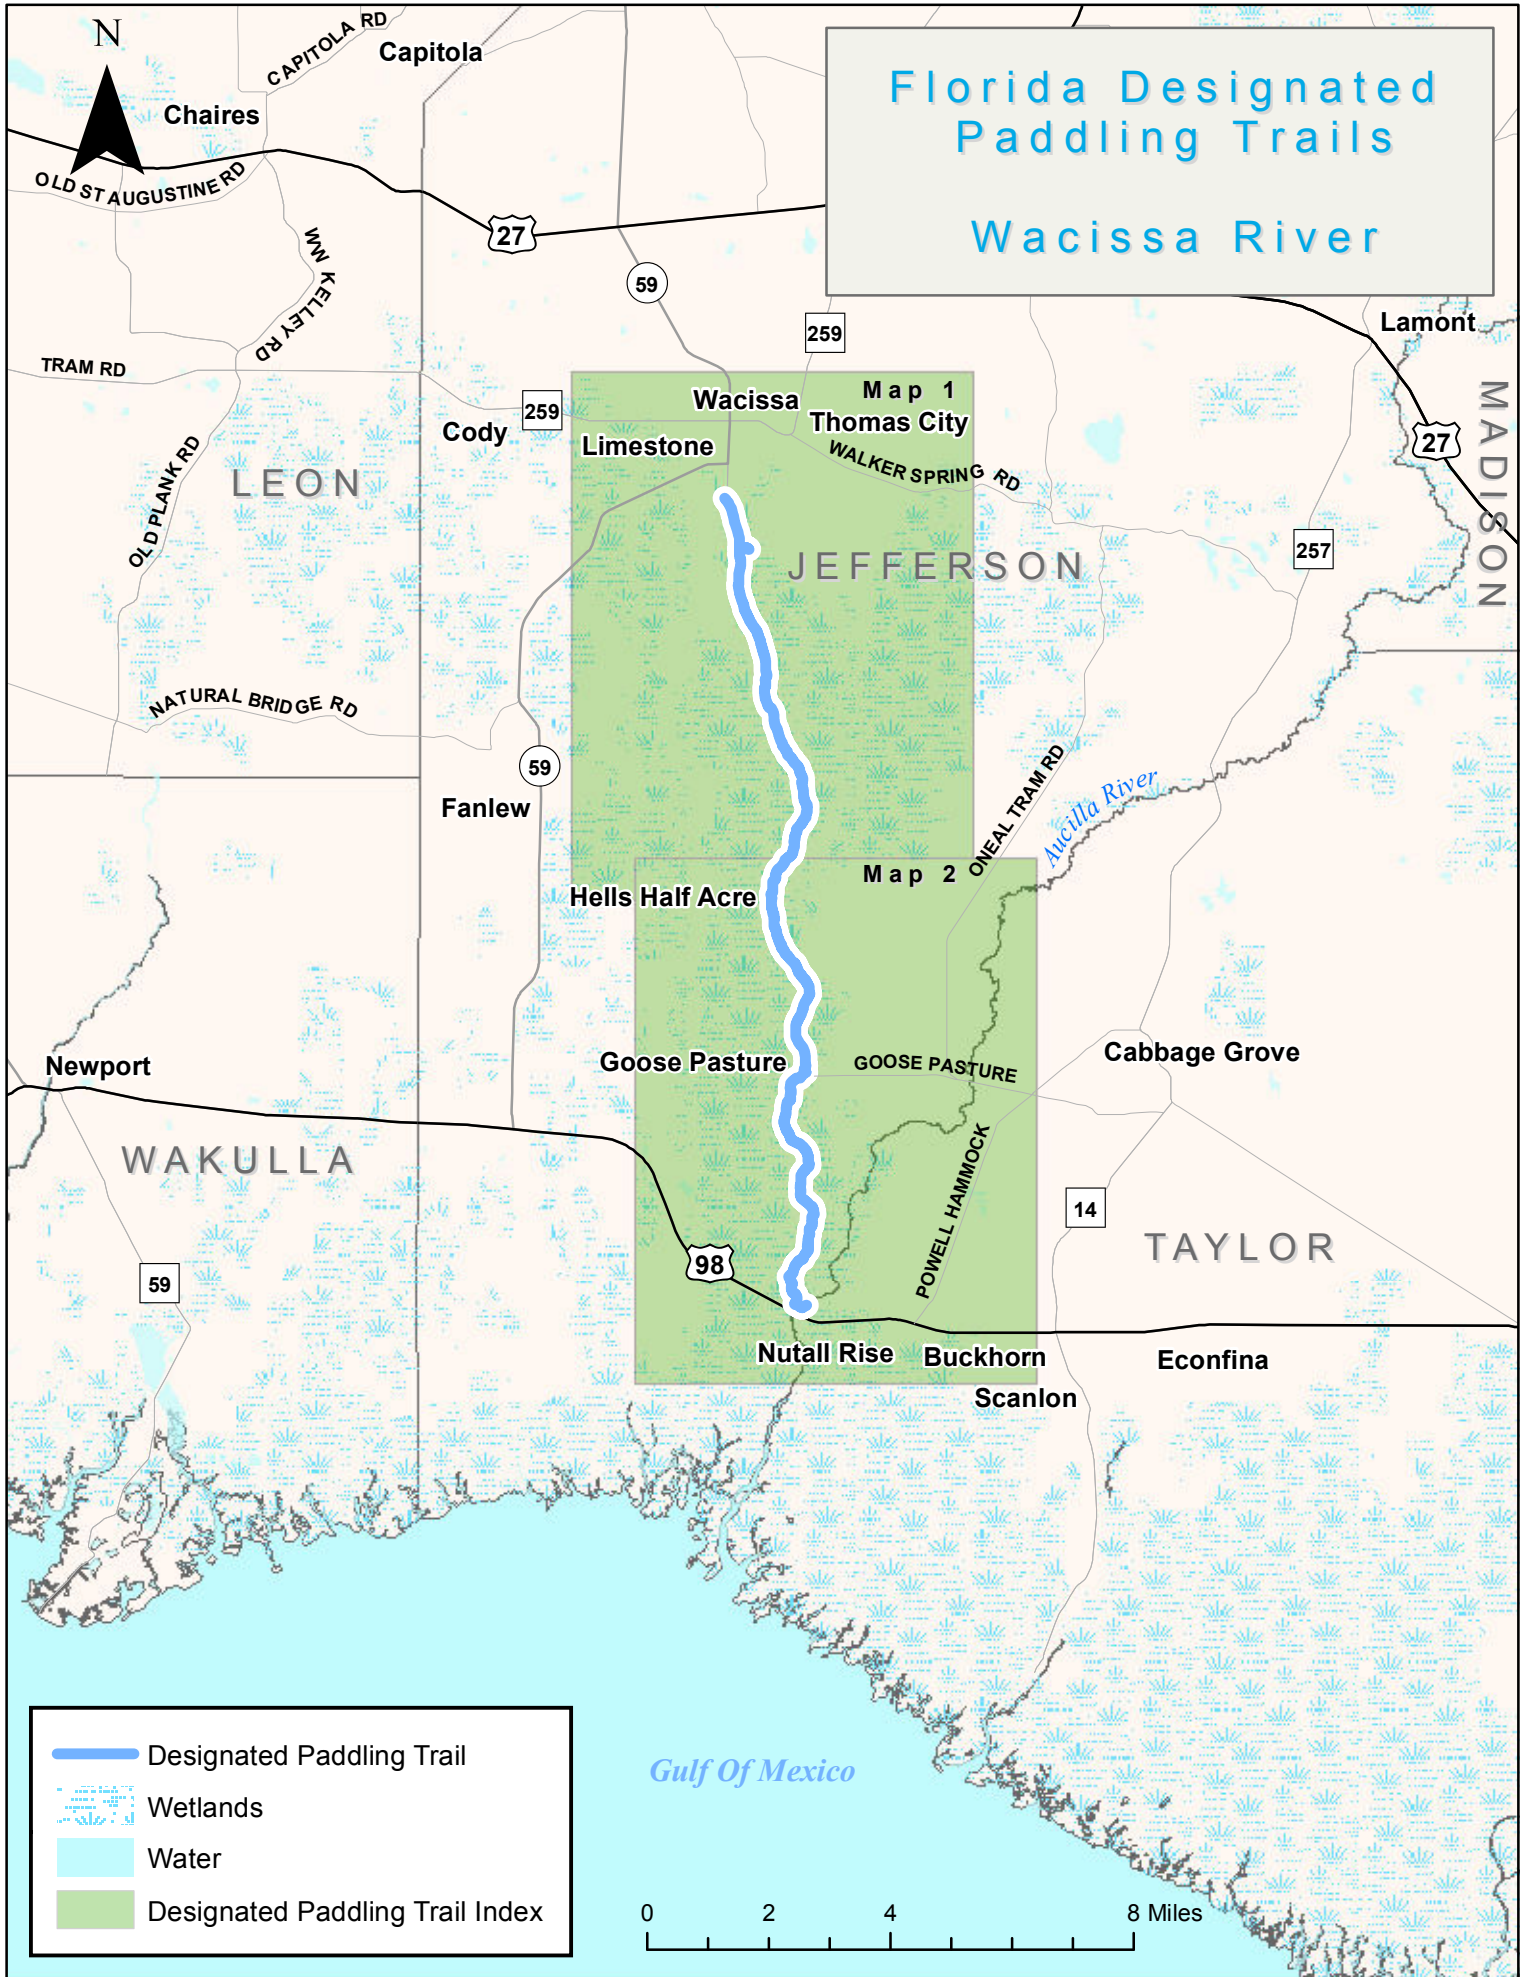 N
CAPITOLA RD
Capitola
Chaires
OLD ST AUGUSTINE RD
Florida Designated
Paddling Trails
Wacissa River
27
WW KELLEY RD
59
259
Lamont
TRAM RD
Map 1
Wacissa
259
Thomas City
Cody
Limestone
27
MADISON
WALKER SPRING RD
LEON
OLD PLANK RD
257
JEFFERSON
NATURAL BRIDGE RD
59
Fanlew
ONEAL TRAM RD
Aucilla River
Map 2
Hells Half Acre
Newport
Goose Pasture
GOOSE PASTURE
Cabbage Grove
WAKULLA
POWELL HAMMOCK
14
TAYLOR
98
59
Nutall Rise
Buckhorn
Econfina
Scanlon
Gulf Of Mexico
Designated Paddling Trail
Wetlands
Water
Designated Paddling Trail Index
0 2 4 8 Miles